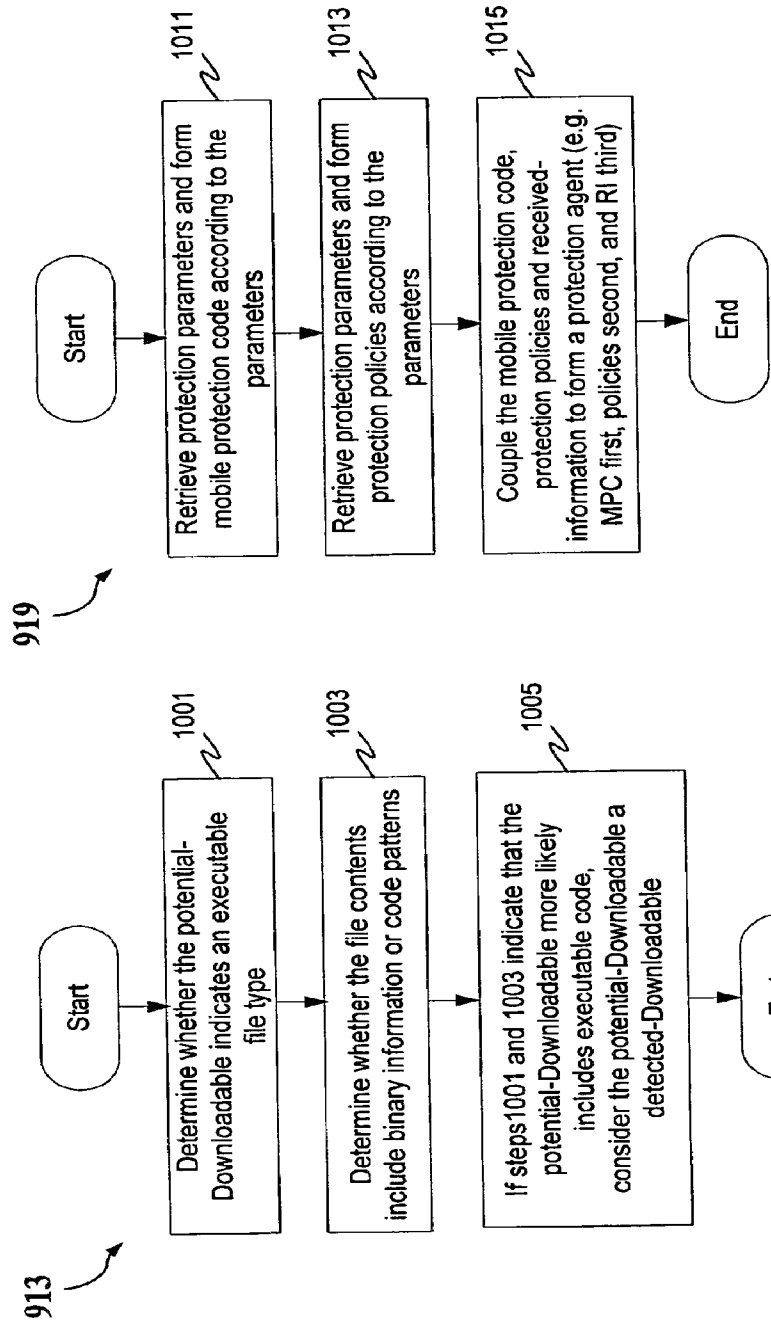 913
Start
Determine whether the potential-
Downloadable indicates an executable
file type
1001
Determine whether the file contents
include binary information or code patterns
1003
If steps1001 and 1003 indicate that the
potential-Downloadable more likely
includes executable code,
consider the potential-Downloadable a
detected-Downloadable
1005
919
Start
Retrieve protection parameters and form
mobile protection code according to the
parameters
1011
Retrieve protection parameters and form
protection policies according to the
parameters
1013
Couple the mobile protection code,
protection policies and received-
information to form a protection agent (e.g.
MPC first, policies second, and RI third)
1015
End